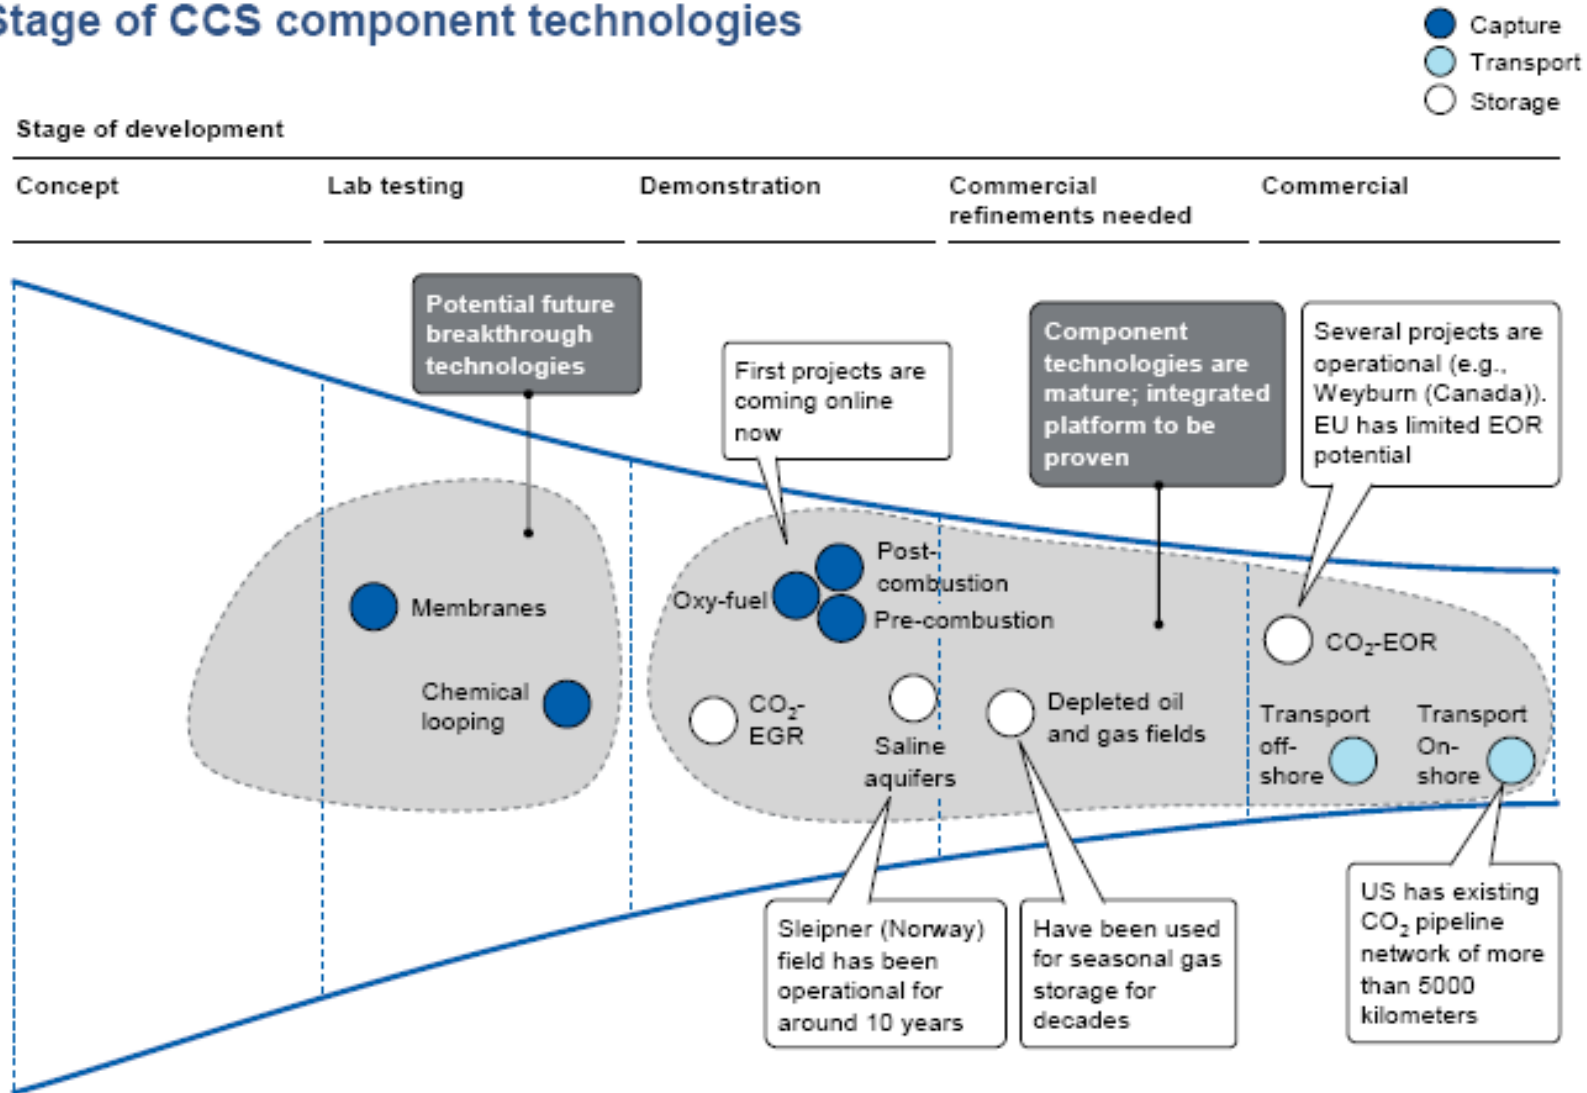 Stage of CCS component technologies
Capture
Transport
Storage
Stage of development
Concept
Lab testing
Demonstration
Commercial
refinements needed
Commercial
Potential future
breakthrough
technologies
First projects are
coming online
now
Component
technologies are
mature; integrated
platform to be
proven
Several projects are
operational (e.g.,
Weyburn (Canada)).
EU has limited EOR
potential
Membranes
Chemical
looping
Oxy-fuel
Post-
combustion
Pre-combustion
CO₂-
EGR
Saline
aquifers
Depleted oil
and gas fields
CO₂-EOR
Transport
off-
shore
Transport
On-
shore
Sleipner (Norway)
field has been
operational for
around 10 years
Have been used
for seasonal gas
storage for
decades
US has existing
CO₂ pipeline
network of more
than 5000
kilometers